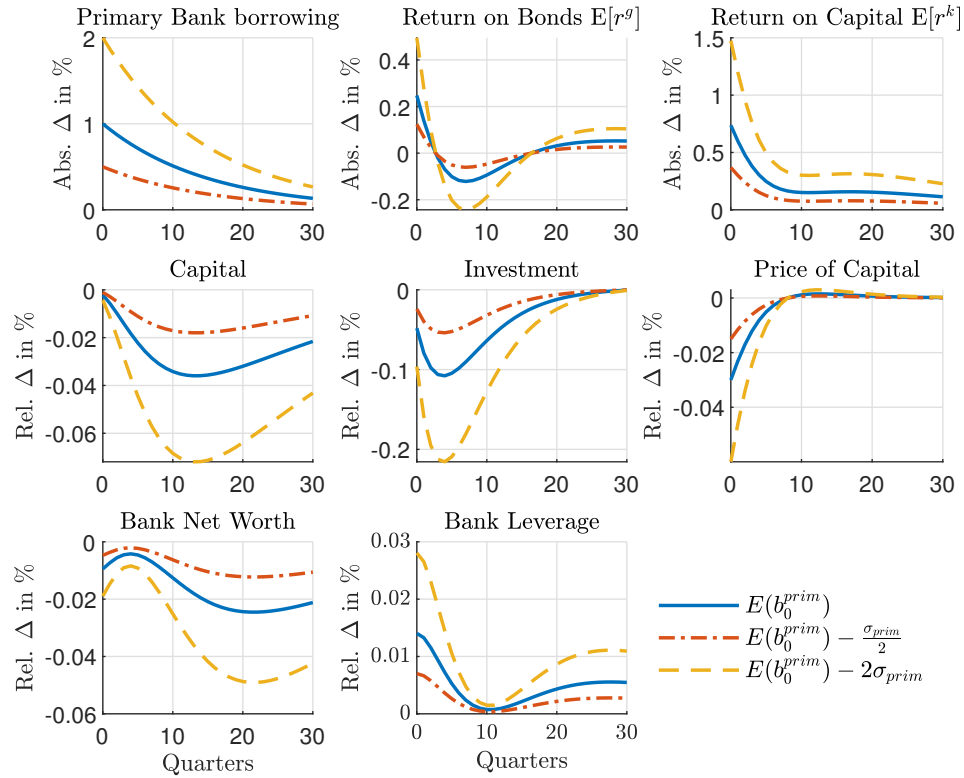 Primary Bank borrowing
Abs. Δ in %
2
1
0
0 10 20 30
Return on Bonds E[r^g]
Abs. Δ in %
0.4
0.2
0
-0.2
0 10 20 30
Return on Capital E[r^k]
Abs. Δ in %
1.5
1
0.5
0
0 10 20 30
Capital
Rel. Δ in %
0
-0.02
-0.04
-0.06
0 10 20 30
Investment
Rel. Δ in %
0
-0.1
-0.2
0 10 20 30
Price of Capital
Rel. Δ in %
0
-0.02
-0.04
0 10 20 30
Bank Net Worth
Rel. Δ in %
0
-0.02
-0.04
-0.06
0 10 20 30
Quarters
Bank Leverage
Rel. Δ in %
0.03
0.02
0.01
0
0 10 20 30
Quarters
E(b_0^{prim})
E(b_0^{prim}) − \frac{σ_{prim}}{2}
E(b_0^{prim}) − 2σ_{prim}